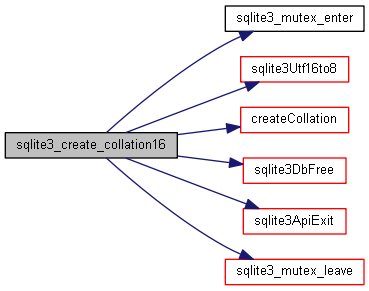 sqlite3_mutex_enter
sqlite3Utf16to8
createCollation
sqlite3_create_collation16
sqlite3DbFree
sqlite3ApiExit
sqlite3_mutex_leave